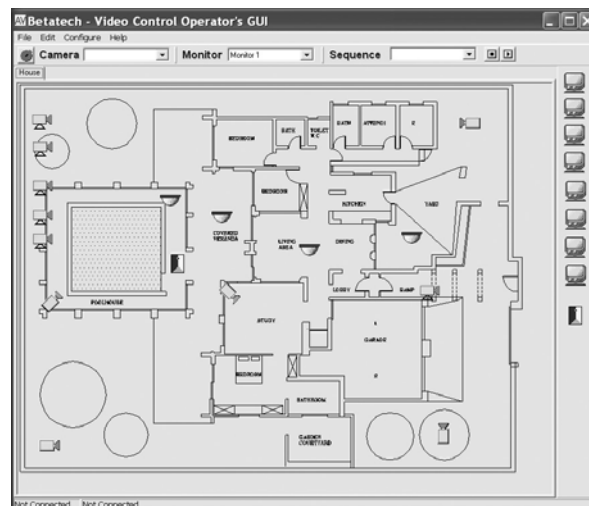 Betatech - Video Control Operator's GUI
File Edit Configure Help
Camera Monitor Monitor 1 Sequence
House
BEDROOM BATH TOILET W.C BATH
BEDROOM
KITCHEN YARD
COVERED VERANDA
LIVING AREA DINING
LOBBY RAMP
POOLHOUSE
STUDY
1
GARAGE
2
BEDROOM
BATHROOM
GARDEN COURTYARD
Not Connected Not Connected